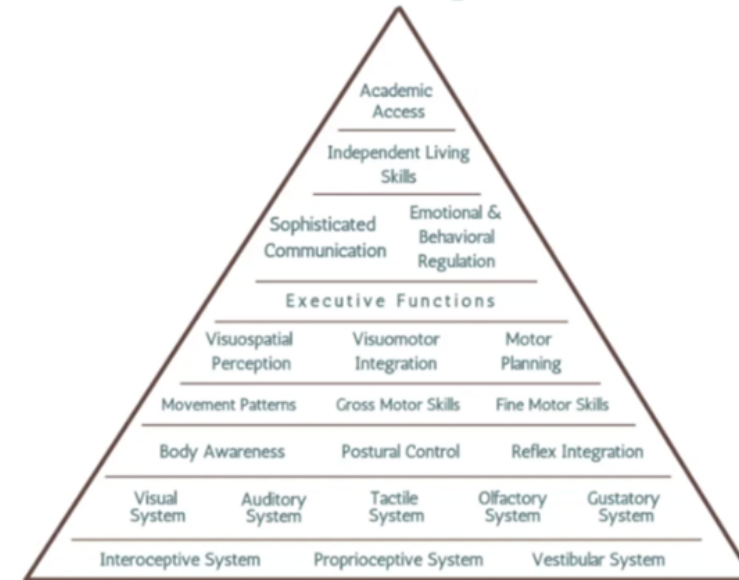 Academic
Access
Independent Living
Skills
Sophisticated
Communication
Emotional &
Behavioral
Regulation
Executive Functions
Visuospatial
Perception
Visuomotor
Integration
Motor
Planning
Movement Patterns Gross Motor Skills Fine Motor Skills
Body Awareness Postural Control Reflex Integration
Visual
System
Auditory
System
Tactile
System
Olfactory
System
Gustatory
System
Interoceptive System Proprioceptive System Vestibular System